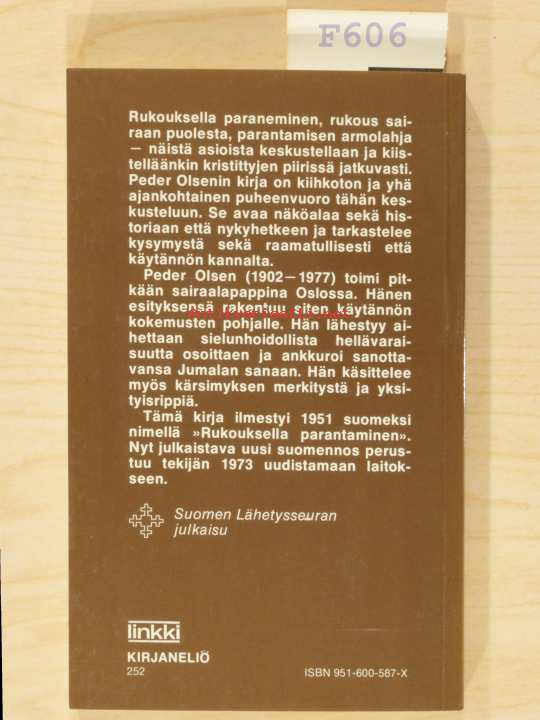 F606
Rukouksella paraneminen, rukous sai-
raan puolesta, parantamisen armolahja
— näistä asioista keskustellaan ja kiis-
telläänkin kristittyjen piirissä jatkuvasti.
Peder Olsenin kirja on kiihkoton ja yhä
ajankohtainen puheenvuoro tähän kes-
kusteluun. Se avaa näköalaa sekä his-
toriaan että nykyhetkeen ja tarkastelee
kysymystä sekä raamatullisesti että
käytännön kannalta.
Peder Olsen (1902—1977) toimi pit-
kään sairaalapappina Oslossa. Hänen
esityksensä rakentuu siten käytännön
kokemusten pohjalle. Hän lähestyy ai-
hettaan sielunhoidollista hellävarai-
suutta osoittaen ja ankkuroi sanotta-
vansa Jumalan sanaan. Hän käsittelee
myös kärsimyksen merkitystä ja yksi-
tyisrippiä.
Tämä kirja ilmestyi 1951 suomeksi
nimellä »Rukouksella parantaminen».
Nyt julkaistava uusi suomennos perus-
tuu tekijän 1973 uudistamaan laitok-
seen.
Suomen Lähetysseuran
julkaisu
linkki
KIRJANELIÖ
252
ISBN 951-600-587-X